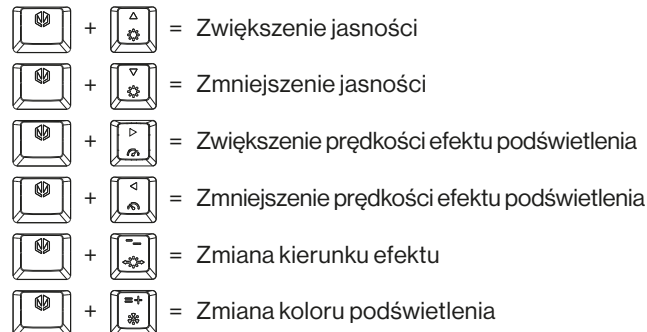 + = Zwiększenie jasności
+ = Zmniejszenie jasności
+ = Zwiększenie prędkości efektu podświetlenia
+ = Zmniejszenie prędkości efektu podświetlenia
+ = Zmiana kierunku efektu
+ = Zmiana koloru podświetlenia